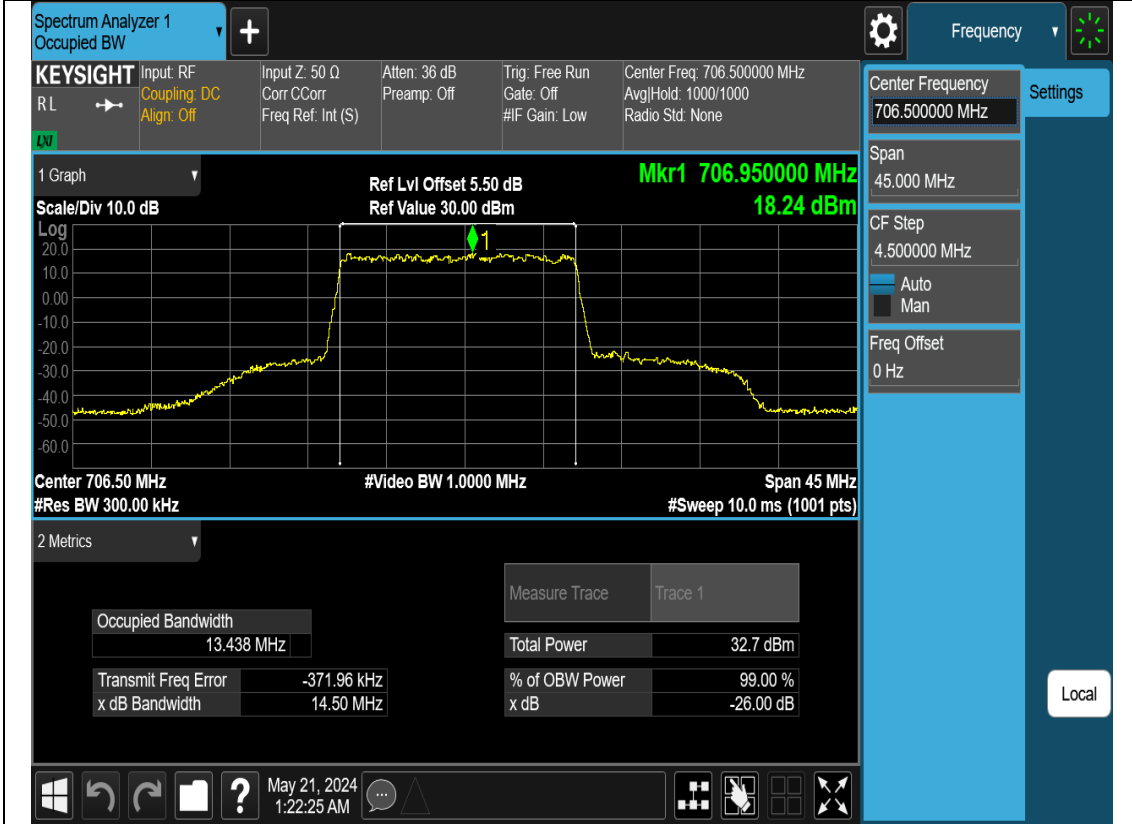 Spectrum Analyzer 1
Occupied BW
+
Frequency
KEYSIGHT
RL
LXI
Input: RF
Coupling: DC
Align: Off
Input Z: 50 Ω
Corr CCorr
Freq Ref: Int (S)
Atten: 36 dB
Preamp: Off
Trig: Free Run
Gate: Off
#IF Gain: Low
Center Freq: 706.500000 MHz
Avg|Hold: 1000/1000
Radio Std: None
Center Frequency
706.500000 MHz
Settings
Span
45.000 MHz
CF Step
4.500000 MHz
Auto
Man
Freq Offset
0 Hz
Local
1 Graph
Scale/Div 10.0 dB
Log
Ref Lvl Offset 5.50 dB
Ref Value 30.00 dBm
Mkr1 706.950000 MHz
18.24 dBm
1
20.0
10.0
0.00
-10.0
-20.0
-30.0
-40.0
-50.0
-60.0
Center 706.50 MHz
#Video BW 1.0000 MHz
Span 45 MHz
#Res BW 300.00 kHz
#Sweep 10.0 ms (1001 pts)
2 Metrics
Measure Trace
Trace 1
Occupied Bandwidth
13.438 MHz
Total Power
32.7 dBm
Transmit Freq Error
-371.96 kHz
% of OBW Power
99.00 %
x dB Bandwidth
14.50 MHz
x dB
-26.00 dB
?
May 21, 2024
1:22:25 AM